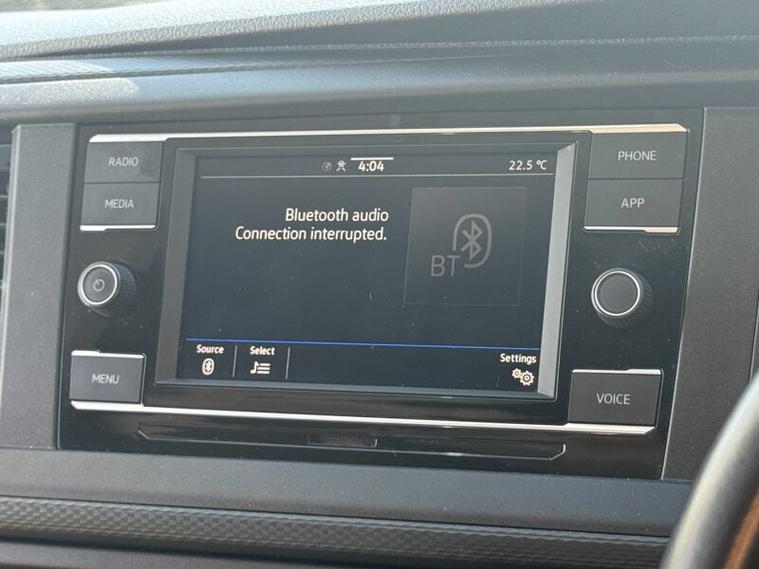 RADIO
MEDIA
MENU
4:04
22.5 °C
Bluetooth audio
Connection interrupted.
BT
Source
Select
Settings
PHONE
APP
VOICE